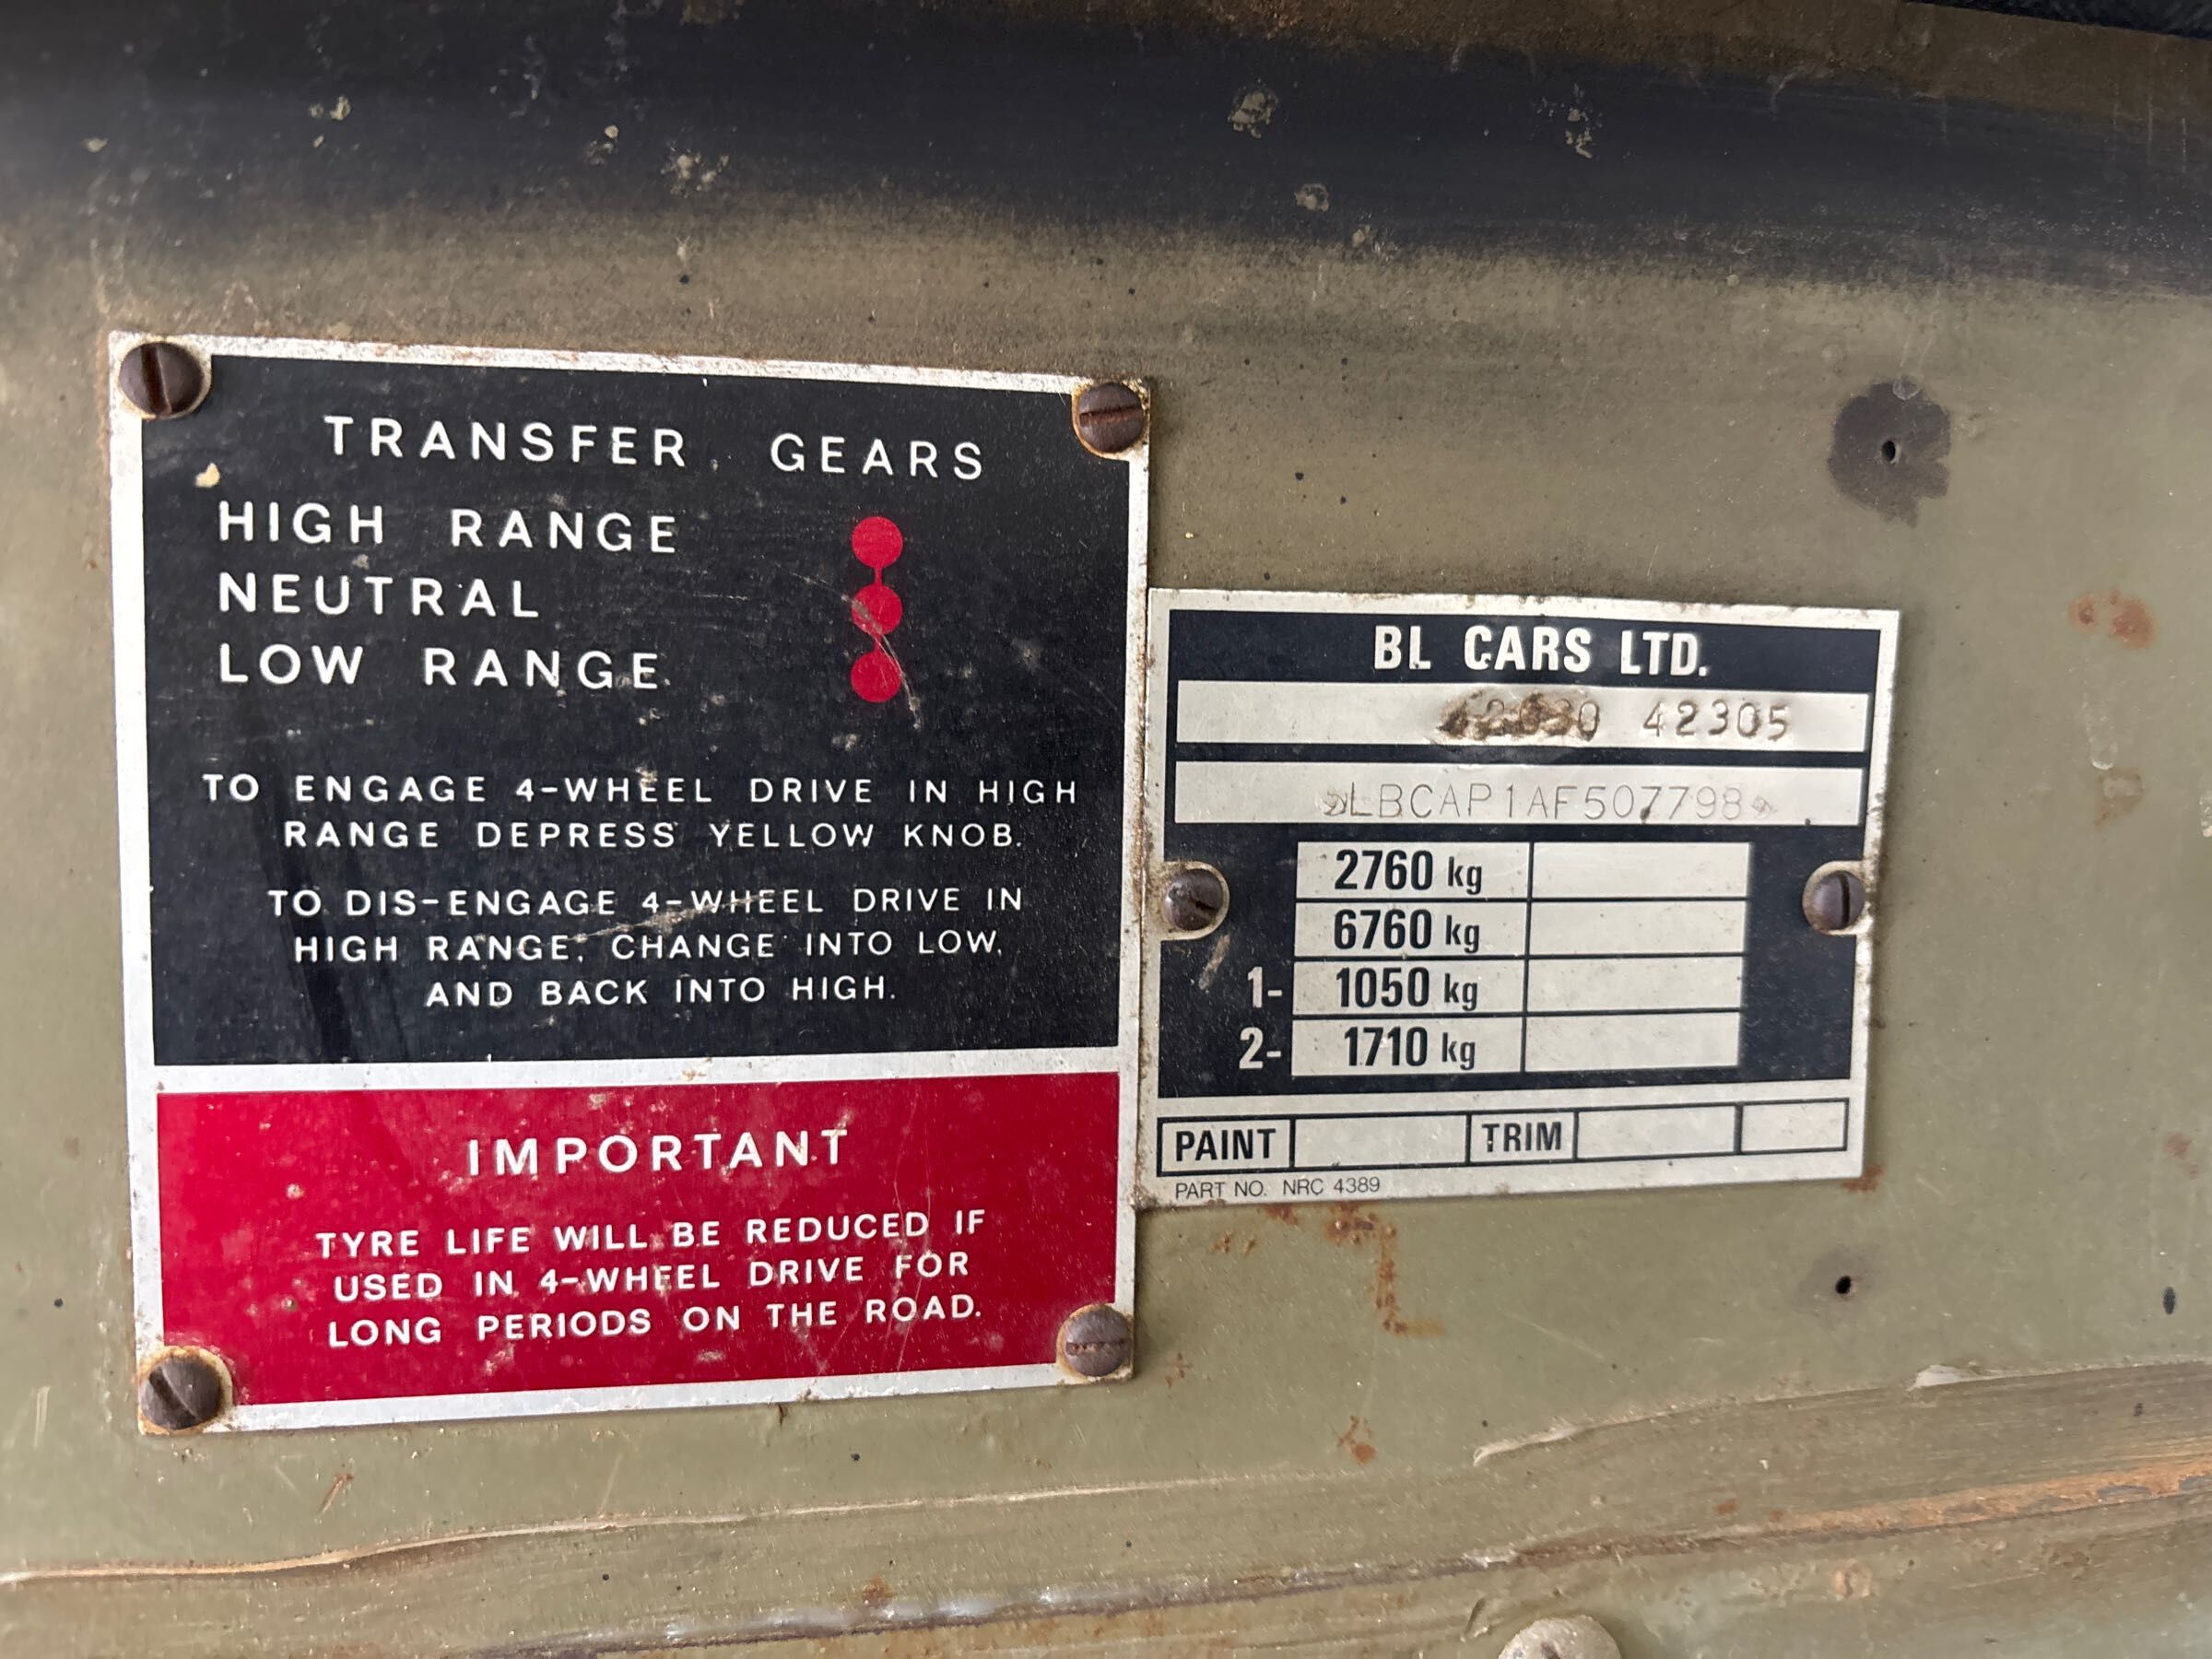 TRANSFER GEARS
HIGH RANGE
NEUTRAL
LOW RANGE
TO ENGAGE 4-WHEEL DRIVE IN HIGH
RANGE DEPRESS YELLOW KNOB.
TO DIS-ENGAGE 4-WHEEL DRIVE IN
HIGH RANGE, CHANGE INTO LOW,
AND BACK INTO HIGH.
IMPORTANT
TYRE LIFE WILL BE REDUCED IF
USED IN 4-WHEEL DRIVE FOR
LONG PERIODS ON THE ROAD.
BL CARS LTD.
42305
LBCAP1AF507798
2760 kg
6760 kg
1- 1050 kg
2- 1710 kg
PAINT TRIM
PART NO. NRC 4389